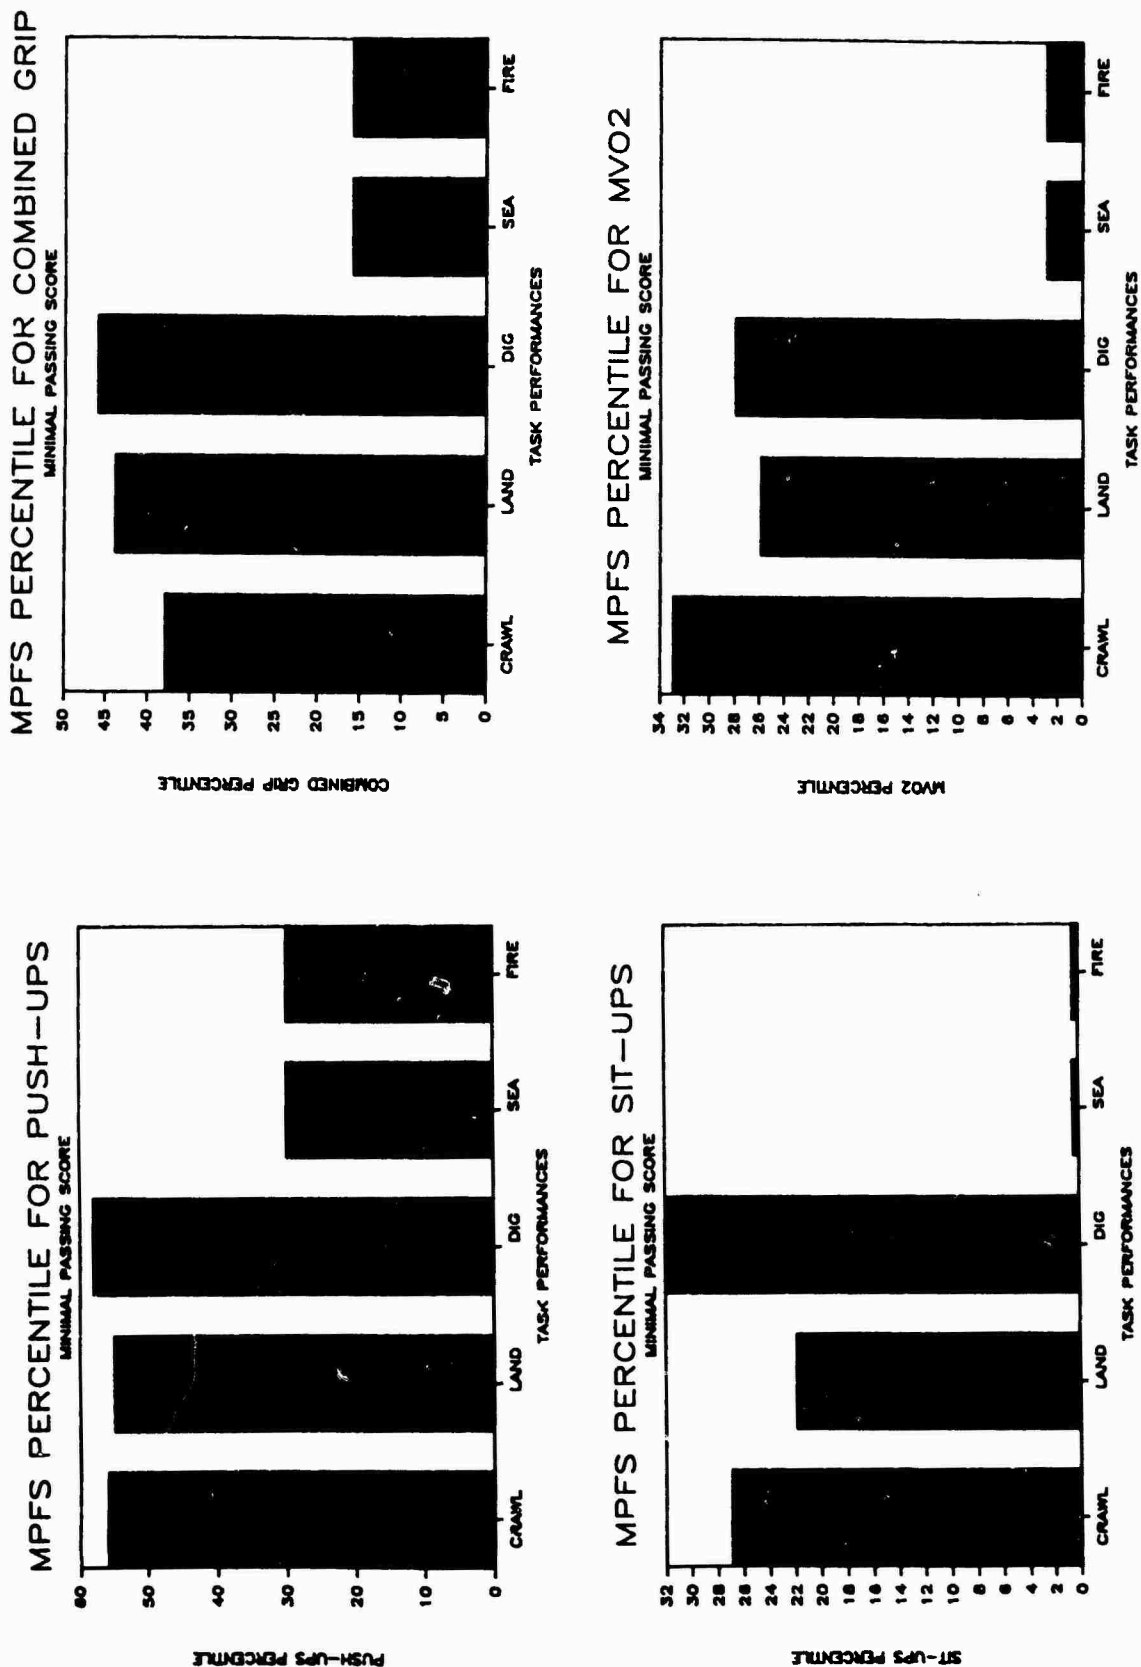 MPFS PERCENTILE FOR PUSH-UPS
MINIMAL PASSING SCORE
PUSH-UPS PERCENTILE
60
50
40
30
20
10
0
CRAWL LAND DIG SEA FIRE
TASK PERFORMANCES
MPFS PERCENTILE FOR COMBINED GRIP
MINIMAL PASSING SCORE
COMBINED GRIP PERCENTILE
50
45
40
35
30
25
20
15
10
5
0
CRAWL LAND DIG SEA FIRE
TASK PERFORMANCES
MPFS PERCENTILE FOR SIT-UPS
MINIMAL PASSING SCORE
SIT-UPS PERCENTILE
32
30
28
26
24
22
20
18
16
14
12
10
8
6
4
2
0
CRAWL LAND DIG SEA FIRE
TASK PERFORMANCES
MPFS PERCENTILE FOR MVO2
MINIMAL PASSING SCORE
MVO2 PERCENTILE
34
32
30
28
26
24
22
20
18
16
14
12
10
8
6
4
2
0
CRAWL LAND DIG SEA FIRE
TASK PERFORMANCES